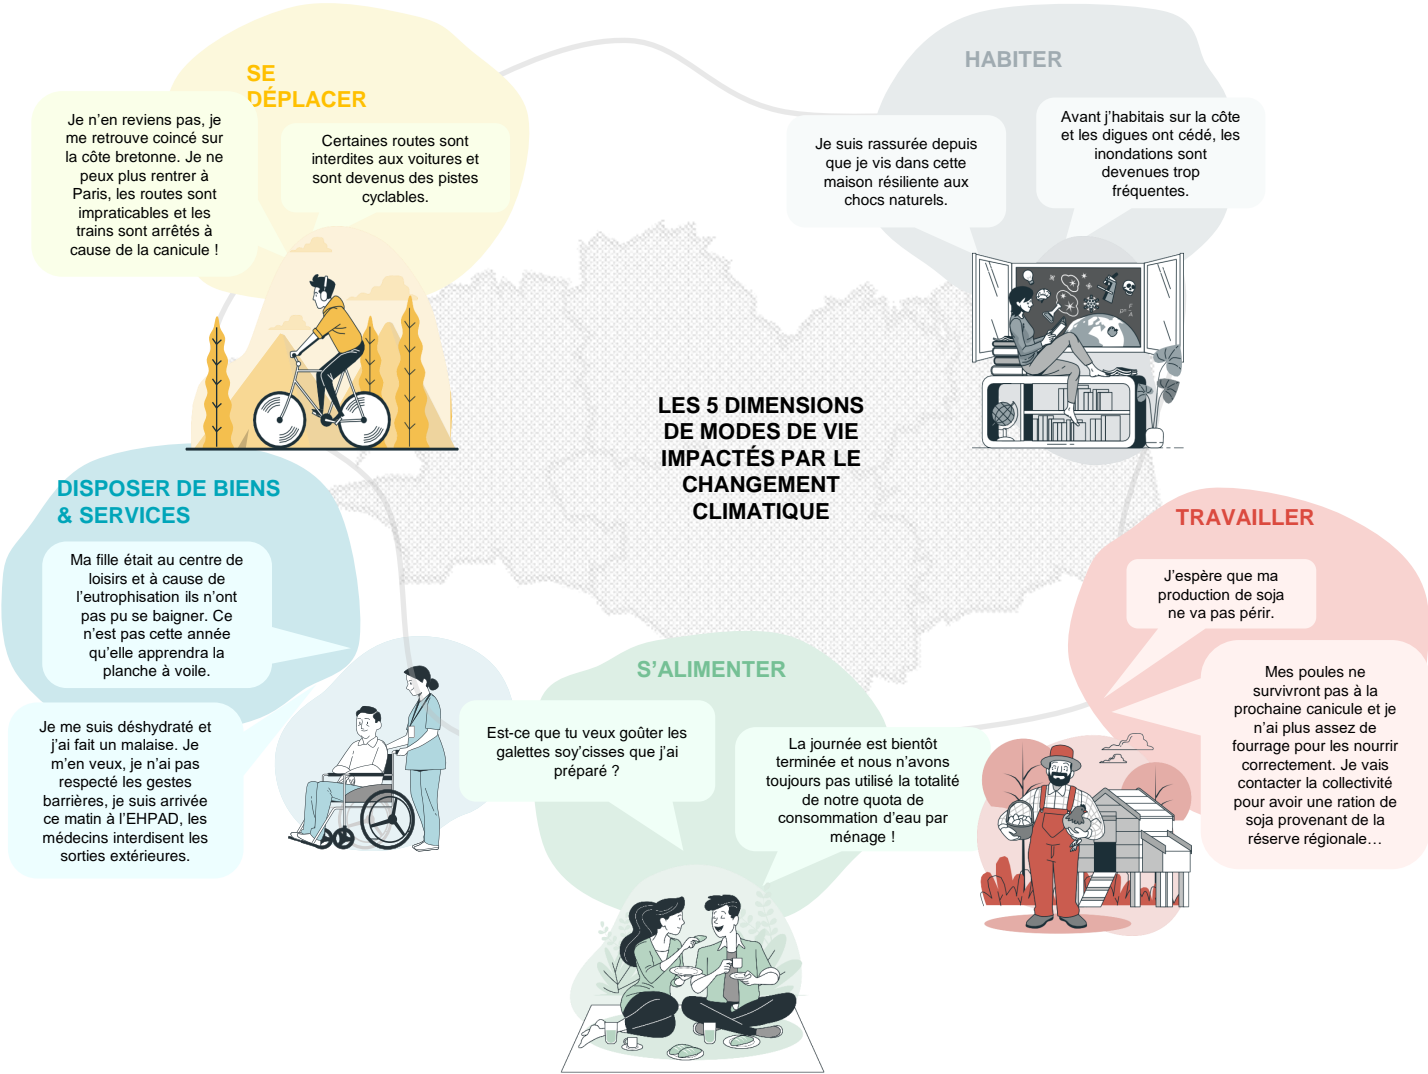 SE
DÉPLACER
Je n’en reviens pas, je
me retrouve coincé sur
la côte bretonne. Je ne
peux plus rentrer à
Paris, les routes sont
impraticables et les
trains sont arrêtés à
cause de la canicule !
Certaines routes sont
interdites aux voitures et
sont devenus des pistes
cyclables.
HABITER
Je suis rassurée depuis
que je vis dans cette
maison résiliente aux
chocs naturels.
Avant j’habitais sur la côte
et les digues ont cédé, les
inondations sont
devenues trop
fréquentes.
LES 5 DIMENSIONS
DE MODES DE VIE
IMPACTÉS PAR LE
CHANGEMENT
CLIMATIQUE
DISPOSER DE BIENS
& SERVICES
Ma fille était au centre de
loisirs et à cause de
l’eutrophisation ils n’ont
pas pu se baigner. Ce
n’est pas cette année
qu’elle apprendra la
planche à voile.
Je me suis déshydraté et
j’ai fait un malaise. Je
m’en veux, je n’ai pas
respecté les gestes
barrières, je suis arrivée
ce matin à l’EHPAD, les
médecins interdisent les
sorties extérieures.
S’ALIMENTER
Est-ce que tu veux goûter les
galettes soy’cisses que j’ai
préparé ?
La journée est bientôt
terminée et nous n’avons
toujours pas utilisé la totalité
de notre quota de
consommation d’eau par
ménage !
TRAVAILLER
J’espère que ma
production de soja
ne va pas périr.
Mes poules ne
survivront pas à la
prochaine canicule et je
n’ai plus assez de
fourrage pour les nourrir
correctement. Je vais
contacter la collectivité
pour avoir une ration de
soja provenant de la
réserve régionale…